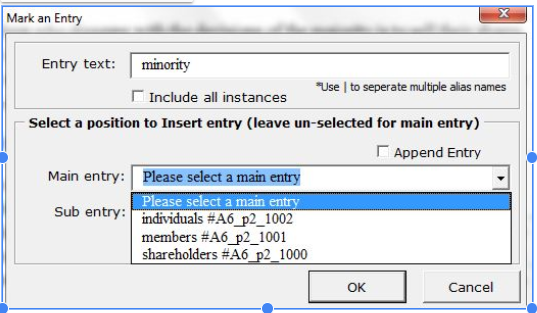 Mark an Entry
Entry text: minority
Include all instances
*Use | to seperate multiple alias names
Select a position to Insert entry (leave un-selected for main entry)
Append Entry
Main entry: Please select a main entry
Please select a main entry
Sub entry: individuals #A6_p2_1002
members #A6_p2_1001
shareholders #A6_p2_1000
OK Cancel